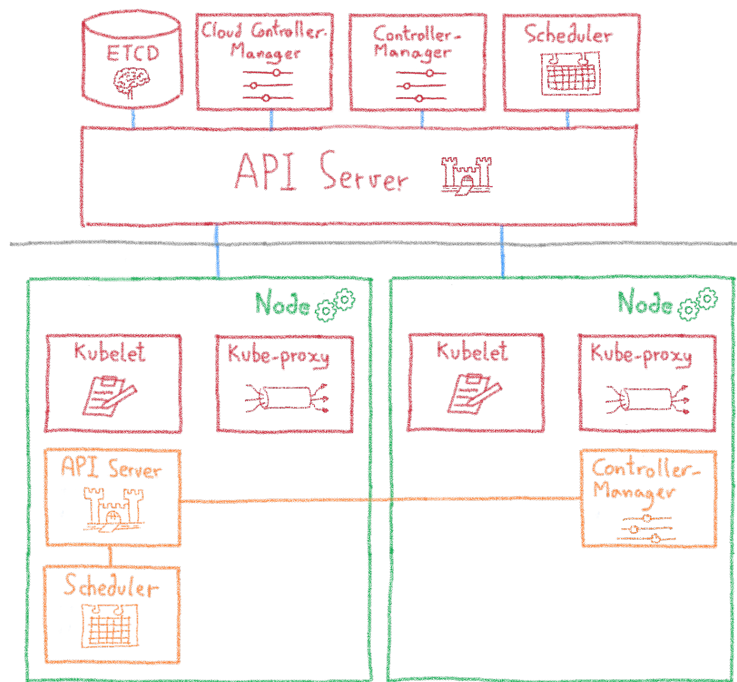 ETCD
Cloud Controller-
Manager
Controller-
Manager
Scheduler
API Server
Node
Kubelet
Kube-proxy
API Server
Scheduler
Node
Kubelet
Kube-proxy
Controller-
Manager